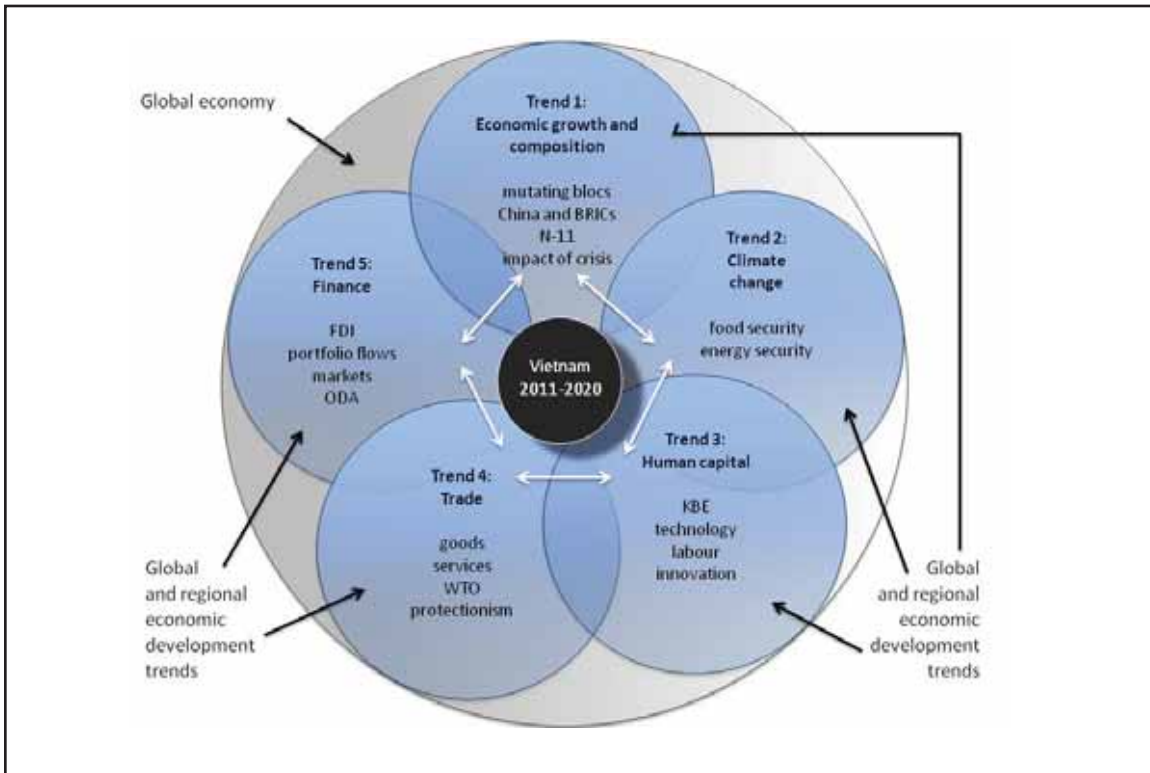 Global economy
Trend 1:
Economic growth and
composition
mutating blocs
China and BRICs
N-11
impact of crisis
Trend 2:
Climate
change
food security
energy security
Trend 5:
Finance
FDI
portfolio flows
markets
ODA
Vietnam
2011-2020
Trend 3:
Human capital
KBE
technology
labour
innovation
Trend 4:
Trade
goods
services
WTO
protectionism
Global
and regional
economic
development
trends
Global
and regional
economic
development
trends